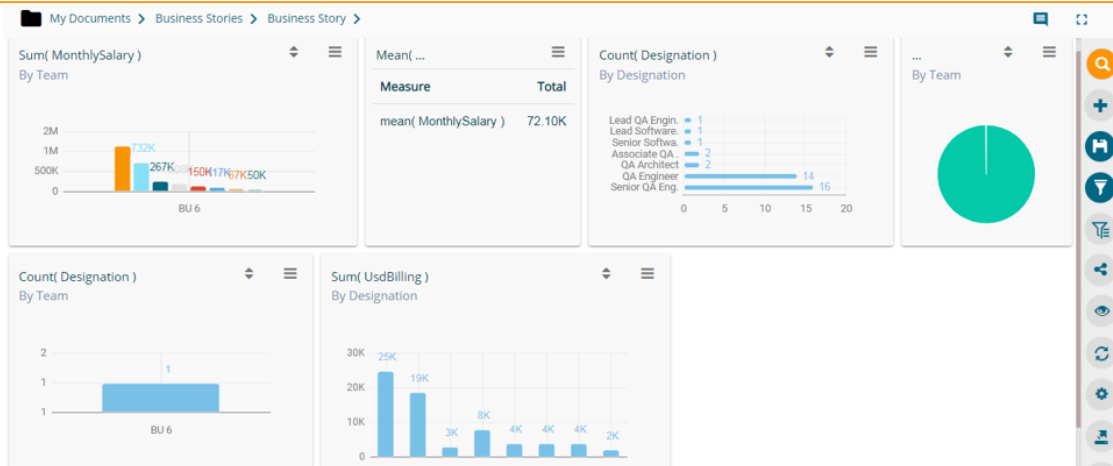 My Documents > Business Stories > Business Story >
Sum( MonthlySalary )
By Team
2M
1M
500K
0
732K
267K
150K
17K
67K
50K
BU 6
Mean( ...
Measure Total
mean( MonthlySalary ) 72.10K
Count( Designation )
By Designation
Lead QA Engin. 1
Lead Software. 1
Senior Softwa. 1
Associate QA . 2
QA Architect 2
QA Engineer 14
Senior QA Eng. 16
0 5 10 15 20
...
By Team
Count( Designation )
By Team
2
1
1
1
BU 6
Sum( UsdBilling )
By Designation
30K
20K
10K
0
25K
19K
3K
8K
4K
4K
4K
2K